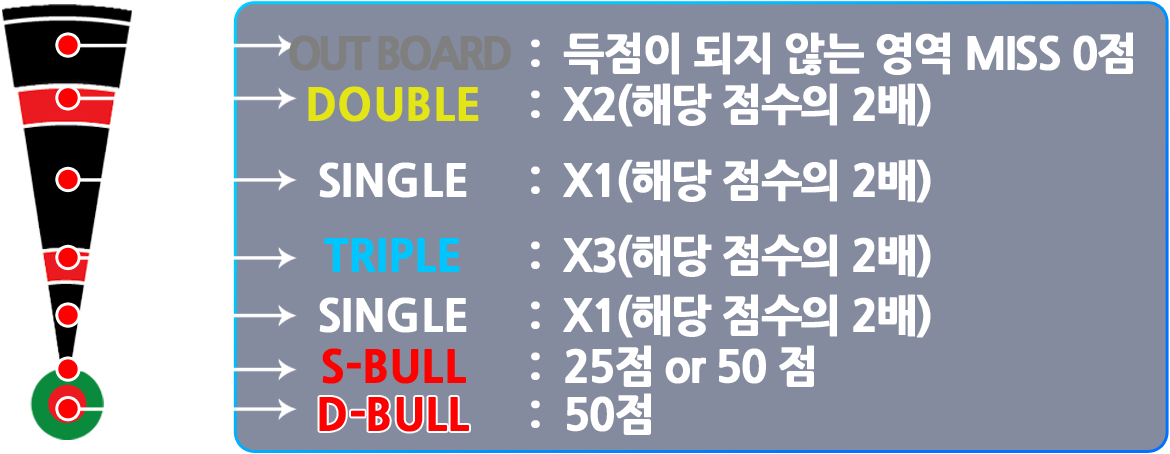 OUT BOARD : 득점이 되지 않는 영역 MISS 0점
DOUBLE : X2(해당 점수의 2배)
SINGLE : X1(해당 점수의 2배)
TRIPLE : X3(해당 점수의 2배)
SINGLE : X1(해당 점수의 2배)
S-BULL : 25점 or 50 점
D-BULL : 50점